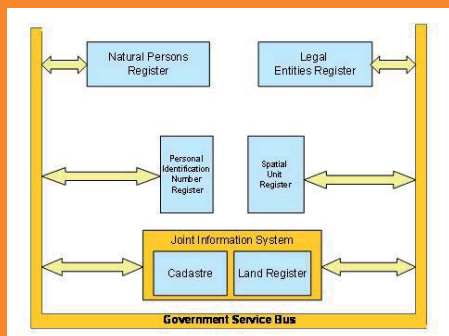 Natural Persons
Register
Legal
Entities Register
Personal
Identification
Number
Register
Spatial
Unit
Register
Joint Information System
Cadastre
Land Register
Government Service Bus